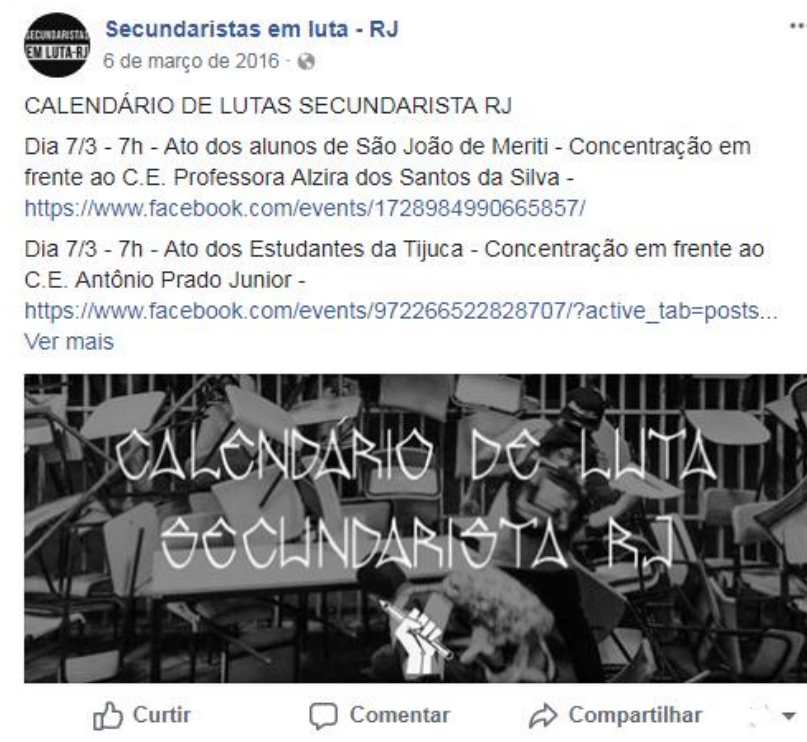 SECUNDARISTAS
EM LUTA-RJ
Secundaristas em luta - RJ
6 de março de 2016 ·
CALENDÁRIO DE LUTAS SECUNDARISTA RJ
Dia 7/3 - 7h - Ato dos alunos de São João de Meriti - Concentração em
frente ao C.E. Professora Alzira dos Santos da Silva -
https://www.facebook.com/events/1728984990665857/
Dia 7/3 - 7h - Ato dos Estudantes da Tijuca - Concentração em frente ao
C.E. Antônio Prado Junior -
https://www.facebook.com/events/972266522828707/?active_tab=posts...
Ver mais
CALENDÁRIO DE LUTA
SECUNDARISTA RJ
Curtir Comentar Compartilhar